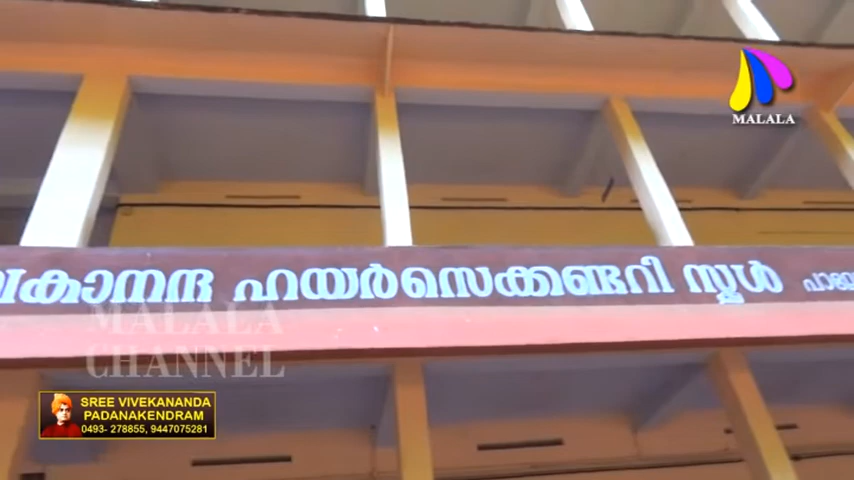 MALALA
കാനന്ദ ഹയർസെക്കണ്ടറി സ്കൂൾ
MALALA
CHANNEL
SREE VIVEKANANDA
PADANAKENDRAM
0493- 278855, 9447075281